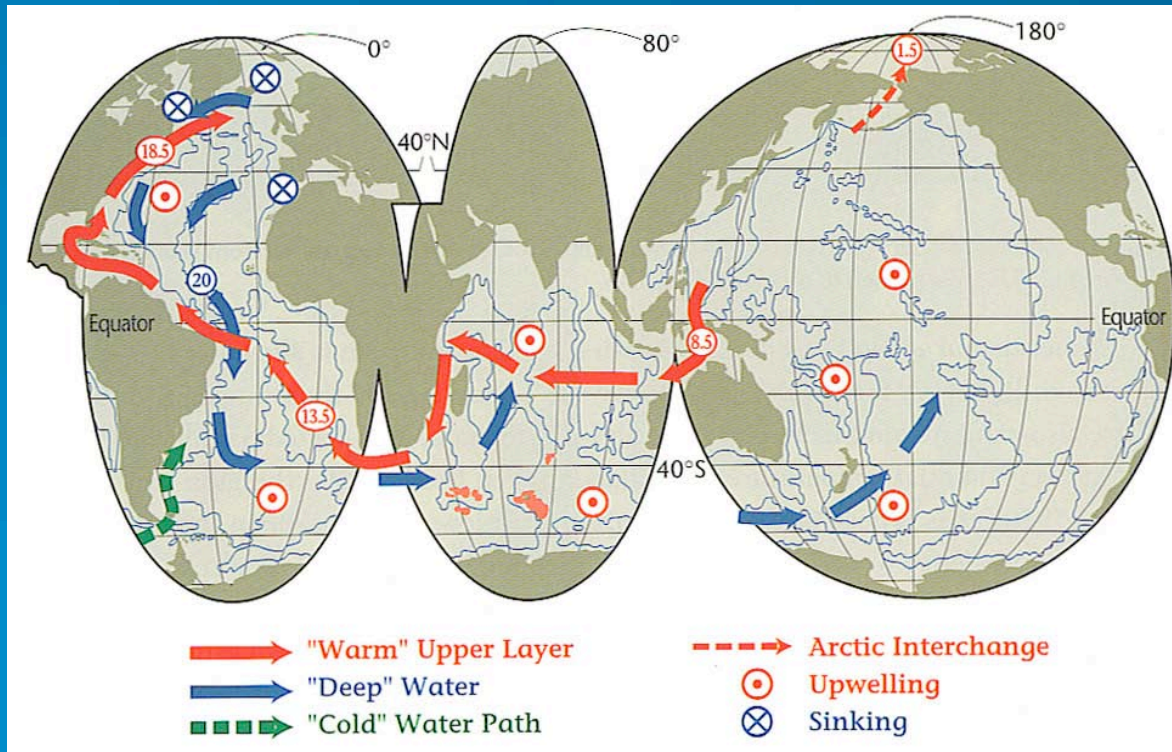 0°
80°
180°
1.5
40°N
18.5
20
Equator
8.5
Equator
13.5
40°S
"Warm" Upper Layer
"Deep" Water
"Cold" Water Path
Arctic Interchange
Upwelling
Sinking